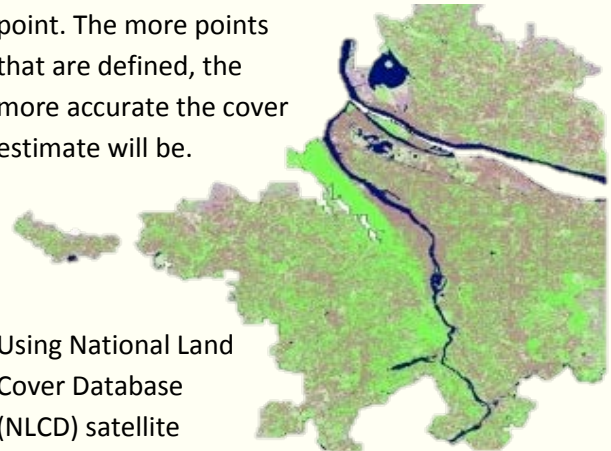 point. The more points
that are defined, the
more accurate the cover
estimate will be.
Using National Land
Cover Database
(NLCD) satellite